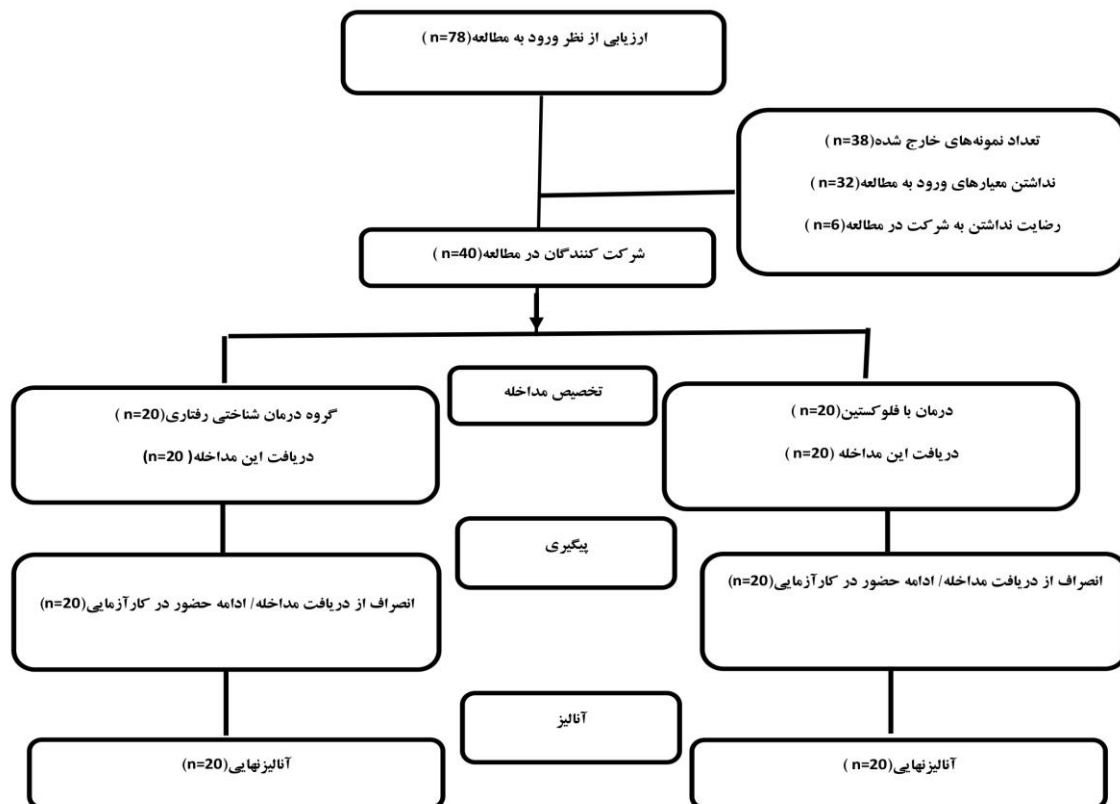 ارزیابی از نظر ورود به مطالعه(n=78 )
تعداد نمونه‌های خارج شده(n=38 )
نداشتن معیارهای ورود به مطالعه(n=32)
رضایت نداشتن به شرکت در مطالعه(n=6 )
شرکت کنندگان در مطالعه(n=40 )
تخصیص مداخله
درمان با فلوکستین(n=20 )
دریافت این مداخله (n=20 )
گروه درمان شناختی رفتاری(n=20 )
دریافت این مداخله( n=20)
پیگیری
انصراف از دریافت مداخله/ ادامه حضور در کارآزمایی(n=20)
انصراف از دریافت مداخله/ ادامه حضور در کارآزمایی(n=20)
آنالیز
آنالیزنهایی(n=20 )
آنالیزنهایی(n=20)